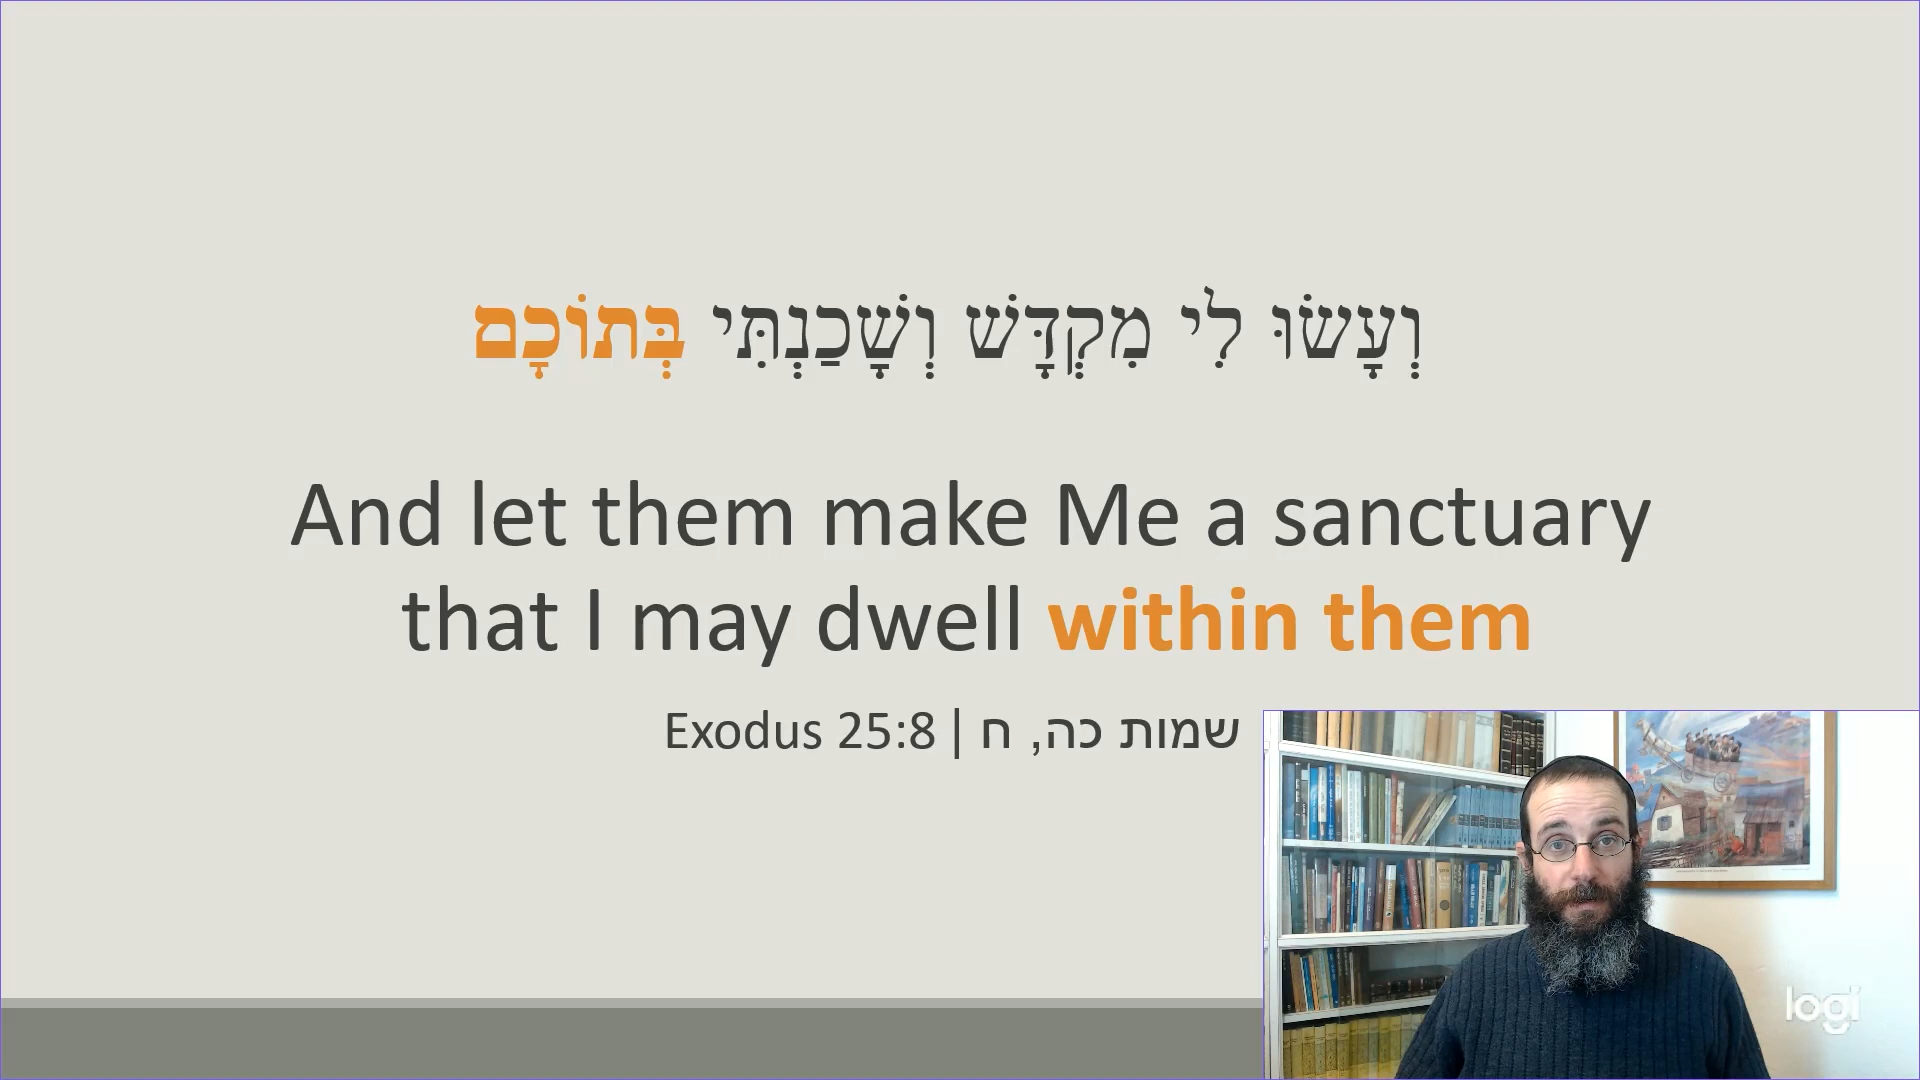 וְעָשׂוּ לִי מִקְדָּשׁ וְשָׁכַנְתִּי בְּתוֹכָם
And let them make Me a sanctuary
that I may dwell within them
Exodus 25:8 | שמות כה, ח
logi